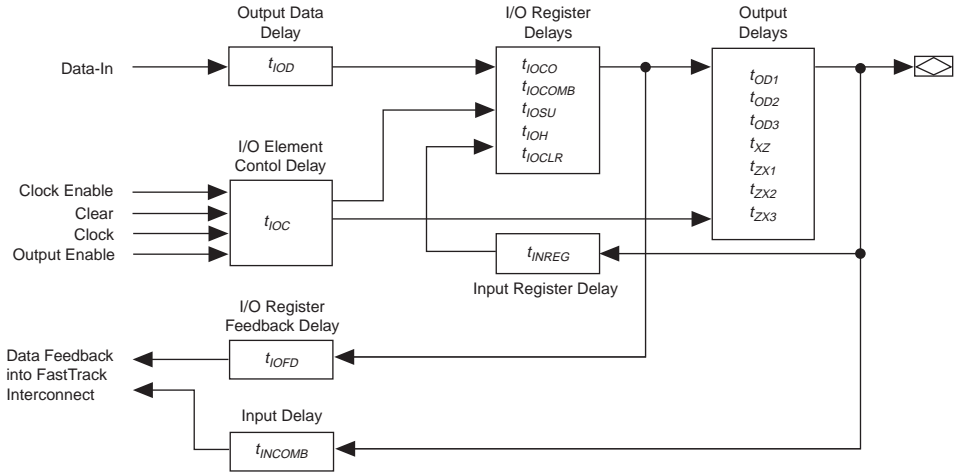 Output Data
Delay
I/O Register
Delays
Output
Delays
Data-In
tIOD
tIOCO
tIOCOMB
tIOSU
tIOH
tIOCLR
tOD1
tOD2
tOD3
tXZ
tZX1
tZX2
tZX3
I/O Element
Contol Delay
Clock Enable
Clear
Clock
Output Enable
tIOC
tINREG
Input Register Delay
I/O Register
Feedback Delay
tIOFD
Data Feedback
into FastTrack
Interconnect
Input Delay
tINCOMB